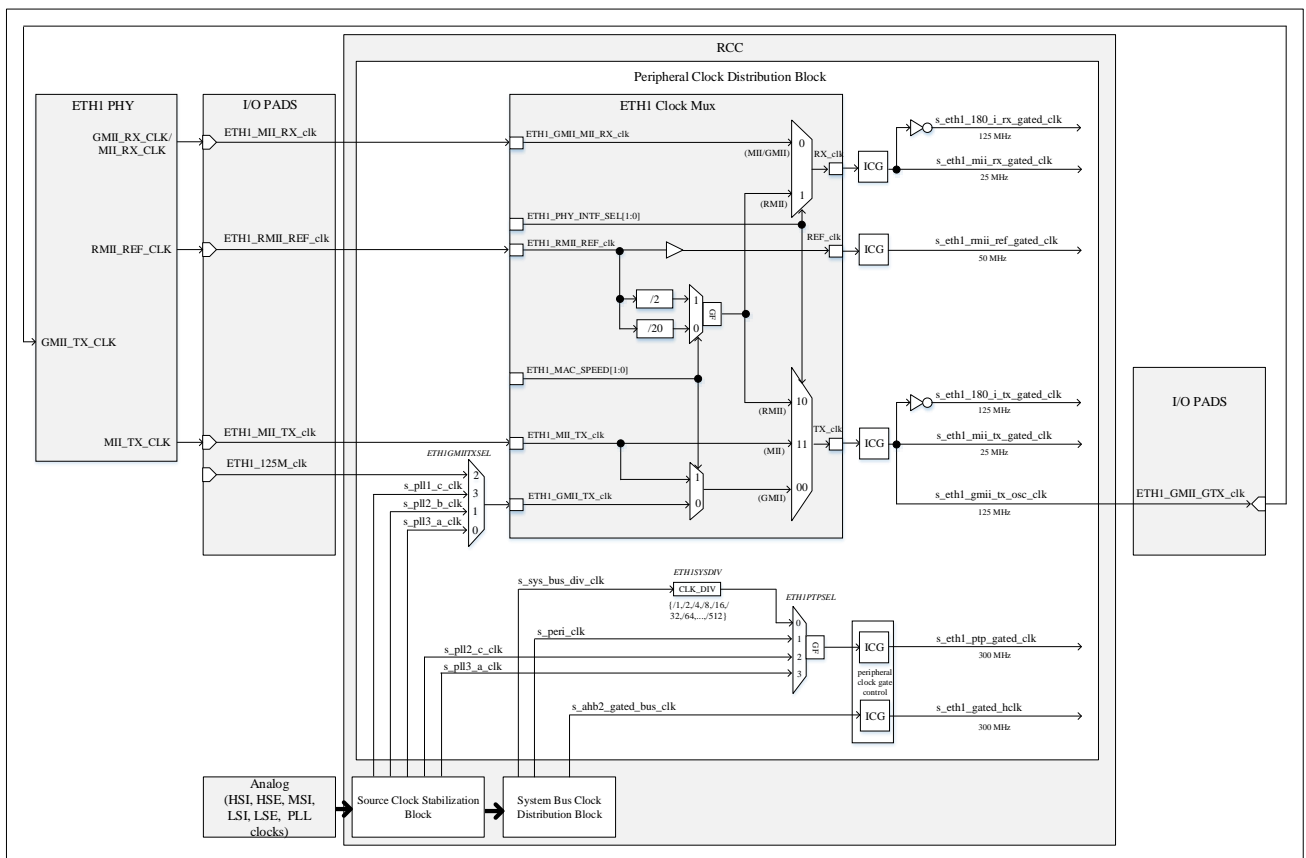 RCC
Peripheral Clock Distribution Block
ETH1 PHY
GMII_RX_CLK/
MII_RX_CLK
RMII_REF_CLK
GMII_TX_CLK
MII_TX_CLK
I/O PADS
ETH1_MII_RX_clk
ETH1_RMII_REF_clk
ETH1_MII_TX_clk
ETH1_125M_clk
ETH1GMIITXSEL
2
3
1
0
s_pll1_c_clk
s_pll2_b_clk
s_pll3_a_clk
ETH1 Clock Mux
ETH1_GMII_MII_RX_clk
(MII/GMII)
0
1
(RMII)
RX_clk
ETH1_PHY_INTF_SEL[1:0]
ETH1_RMII_REF_clk
REF_clk
/2
/20
1
0
GF
ETH1_MAC_SPEED[1:0]
10
(RMII)
ETH1_MII_TX_clk
11
(MII)
TX_clk
1
0
00
(GMII)
ETH1_GMII_TX_clk
ICG
s_eth1_180_i_rx_gated_clk
125 MHz
s_eth1_mii_rx_gated_clk
25 MHz
ICG
s_eth1_rmii_ref_gated_clk
50 MHz
ICG
s_eth1_180_i_tx_gated_clk
125 MHz
s_eth1_mii_tx_gated_clk
25 MHz
s_eth1_gmii_tx_osc_clk
125 MHz
I/O PADS
ETH1_GMII_GTX_clk
s_sys_bus_div_clk
ETH1SYSDIV
CLK_DIV
{/1,/2,/4,/8,/16,/
32,/64,...,/512}
ETH1PTPSEL
0
1
2
3
GF
s_peri_clk
s_pll2_c_clk
s_pll3_a_clk
s_ahb2_gated_bus_clk
ICG
peripheral
clock gate
control
ICG
s_eth1_ptp_gated_clk
300 MHz
s_eth1_gated_hclk
300 MHz
Analog
(HSI, HSE, MSI,
LSI, LSE, PLL
clocks)
Source Clock Stabilization
Block
System Bus Clock
Distribution Block